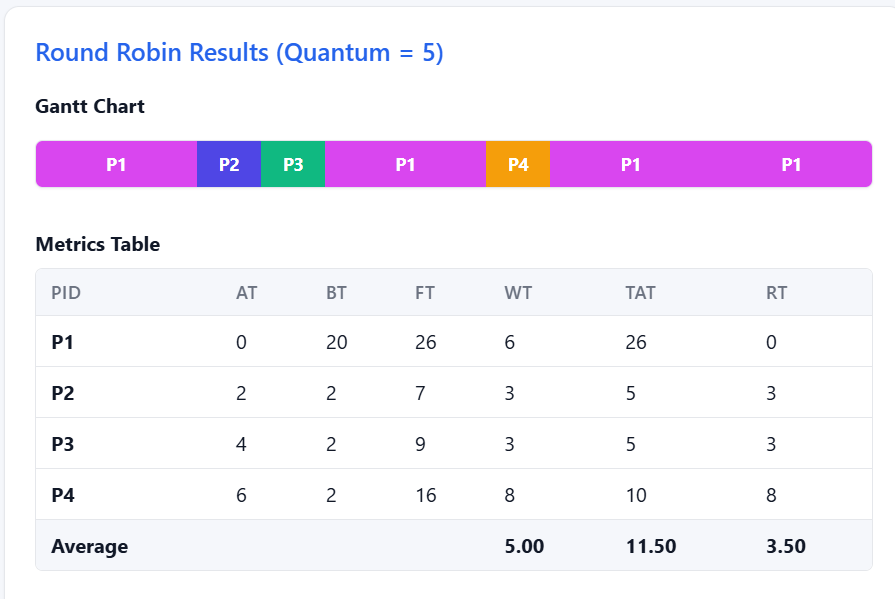 Round Robin Results (Quantum = 5)
Gantt Chart
P1 P2 P3 P1 P4 P1 P1
Metrics Table
PID AT BT FT WT TAT RT
P1 0 20 26 6 26 0
P2 2 2 7 3 5 3
P3 4 2 9 3 5 3
P4 6 2 16 8 10 8
Average 5.00 11.50 3.50